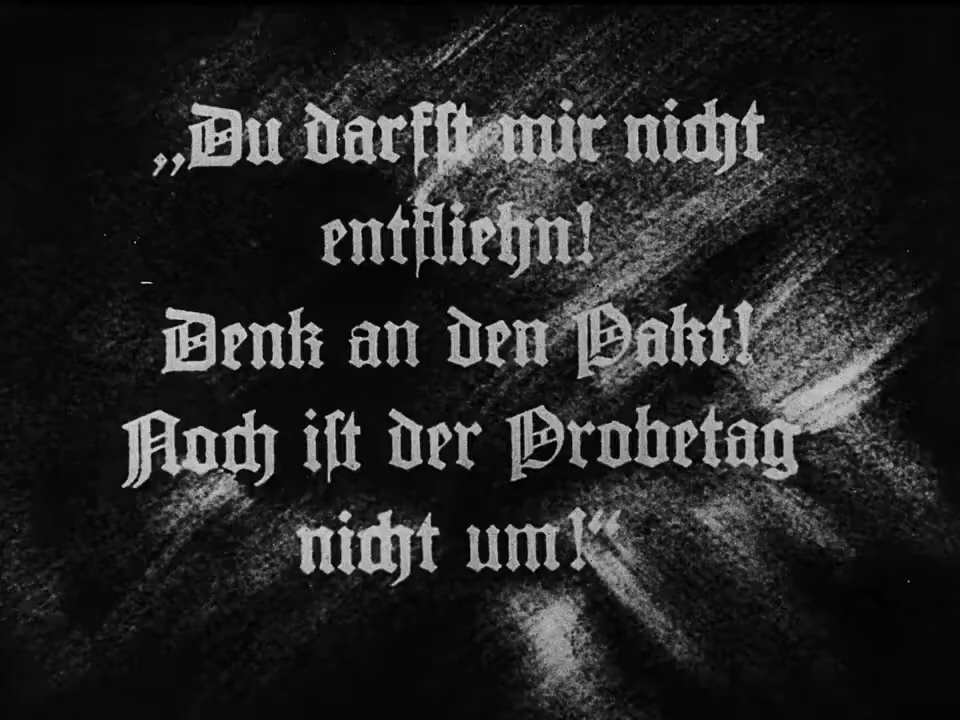 „Du darfst mir nicht
entfliehn!
Denk an den Pakt!
Noch ist der Probetag
nicht um!“